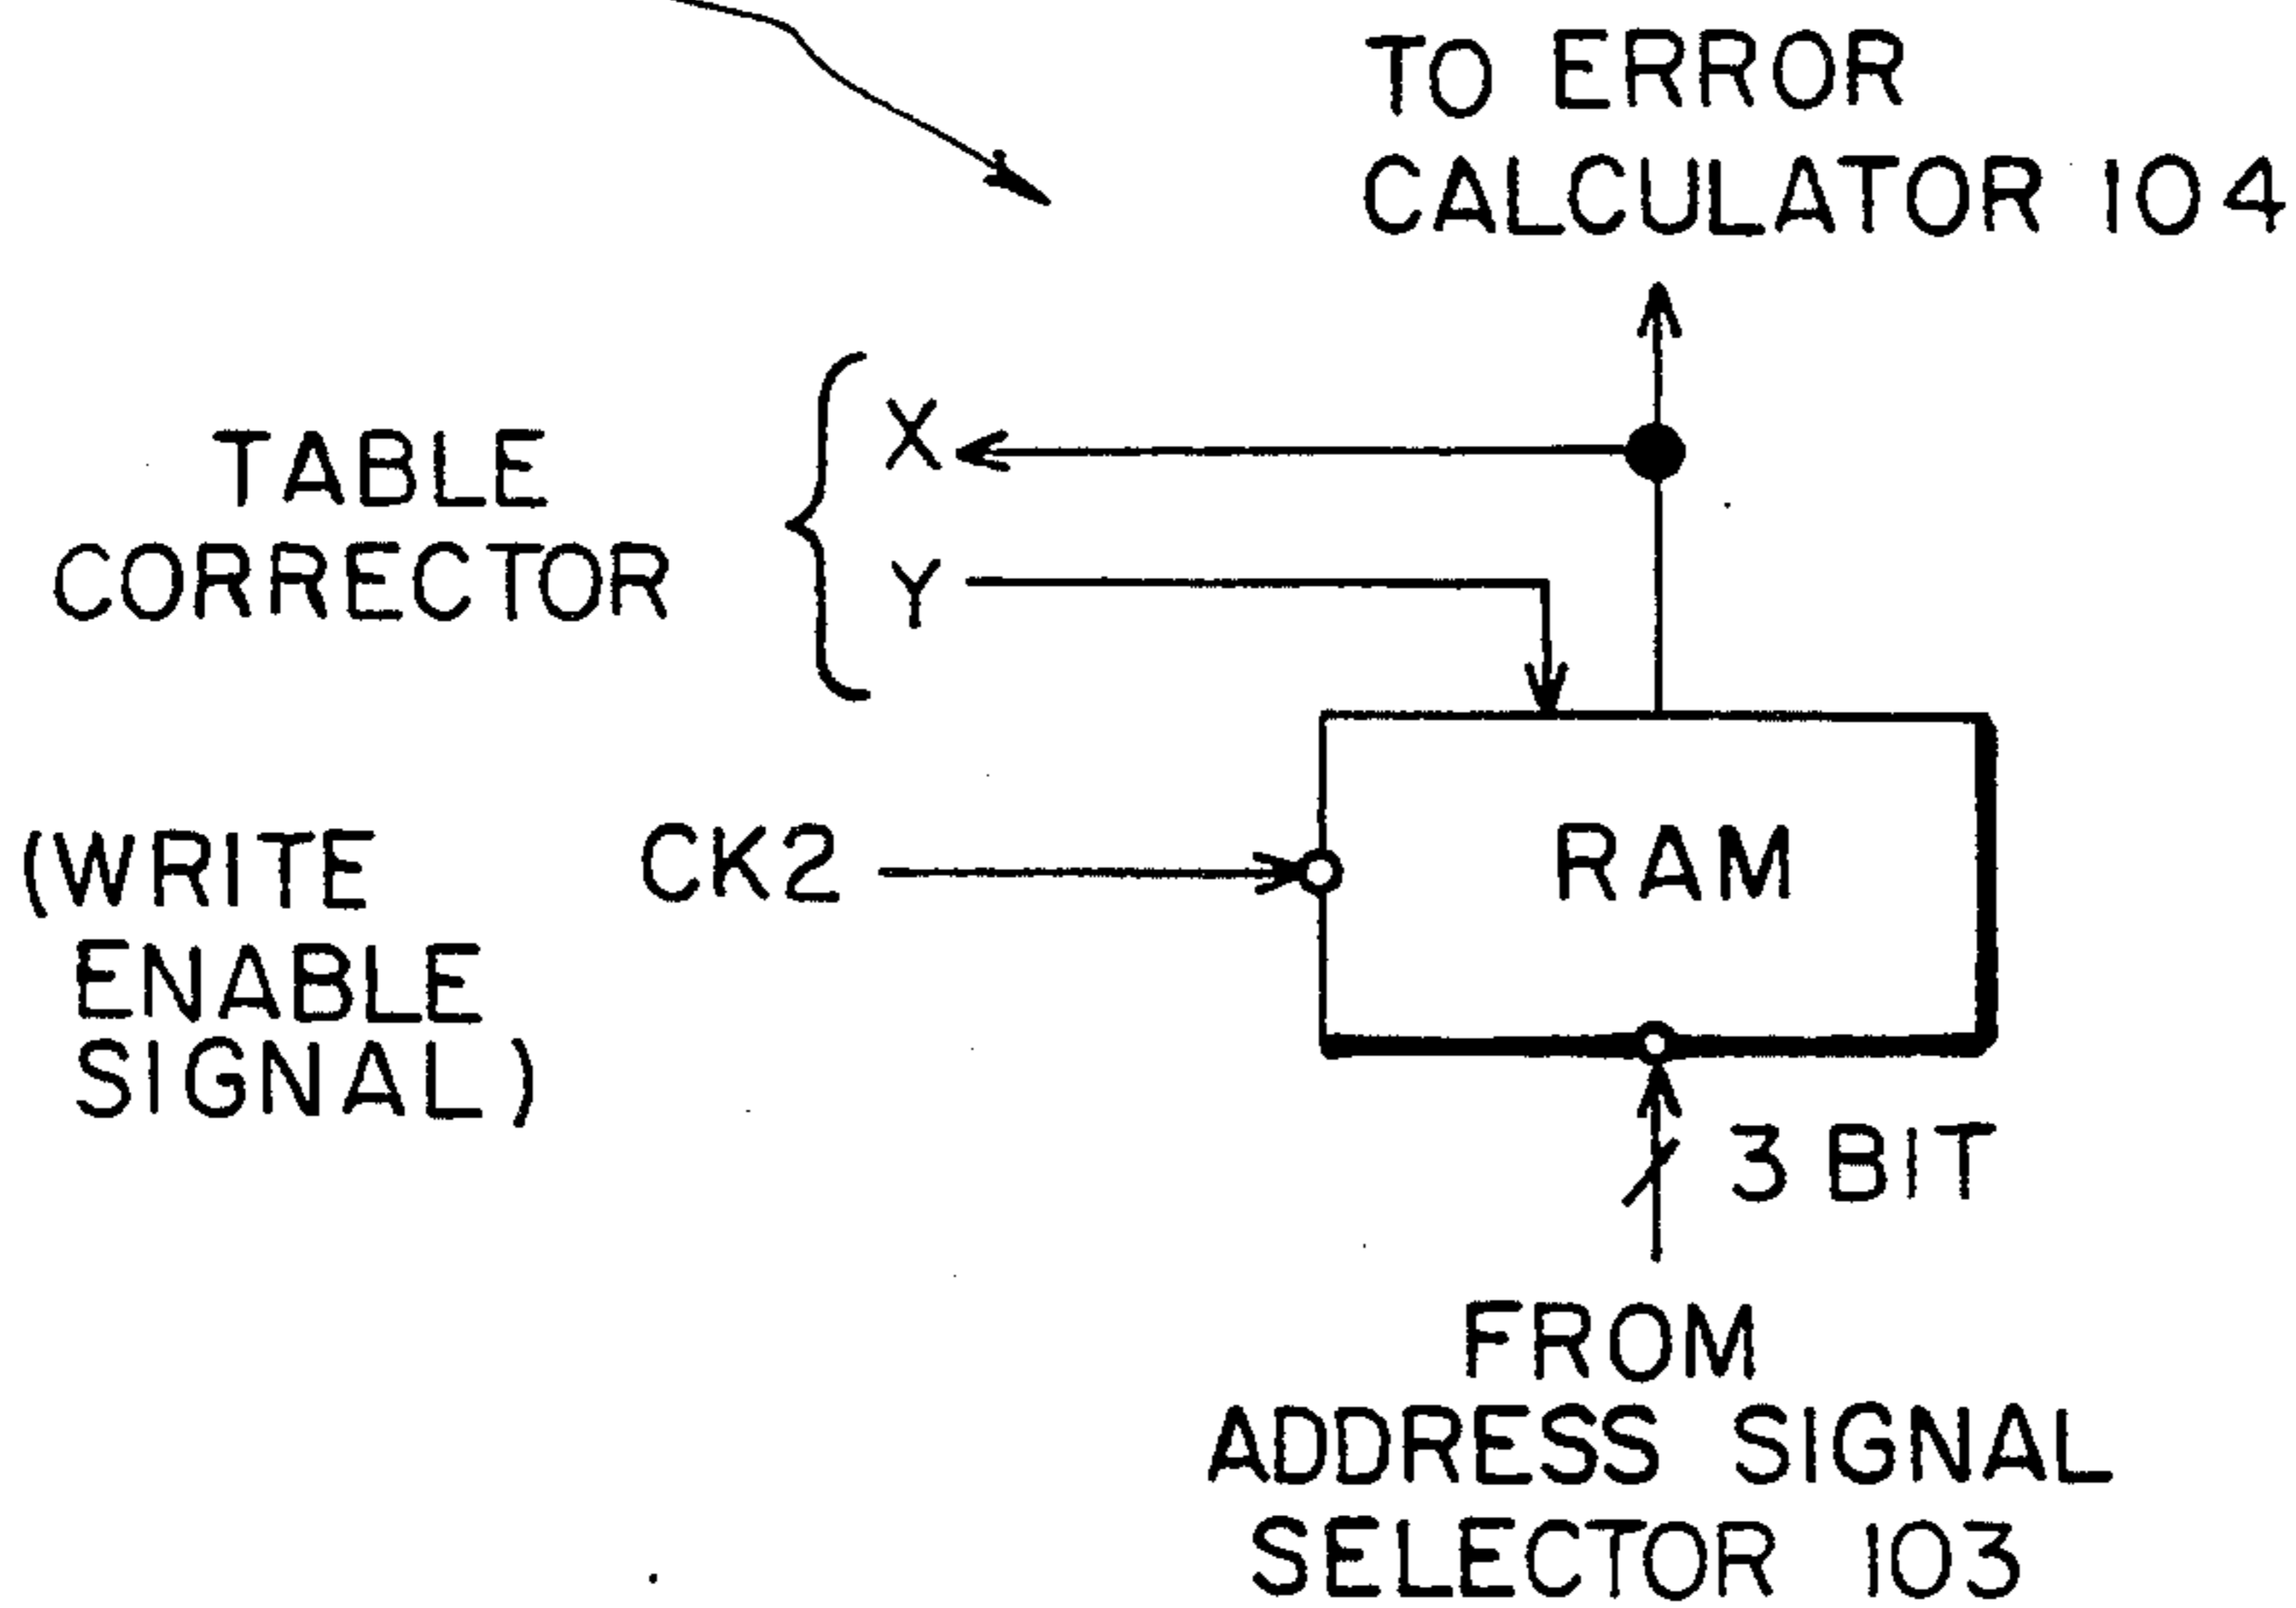 TO ERROR
CALCULATOR 104
X
TABLE
CORRECTOR
Y
(WRITE
ENABLE
SIGNAL)
CK2
RAM
3 BIT
FROM
ADDRESS SIGNAL
SELECTOR 103